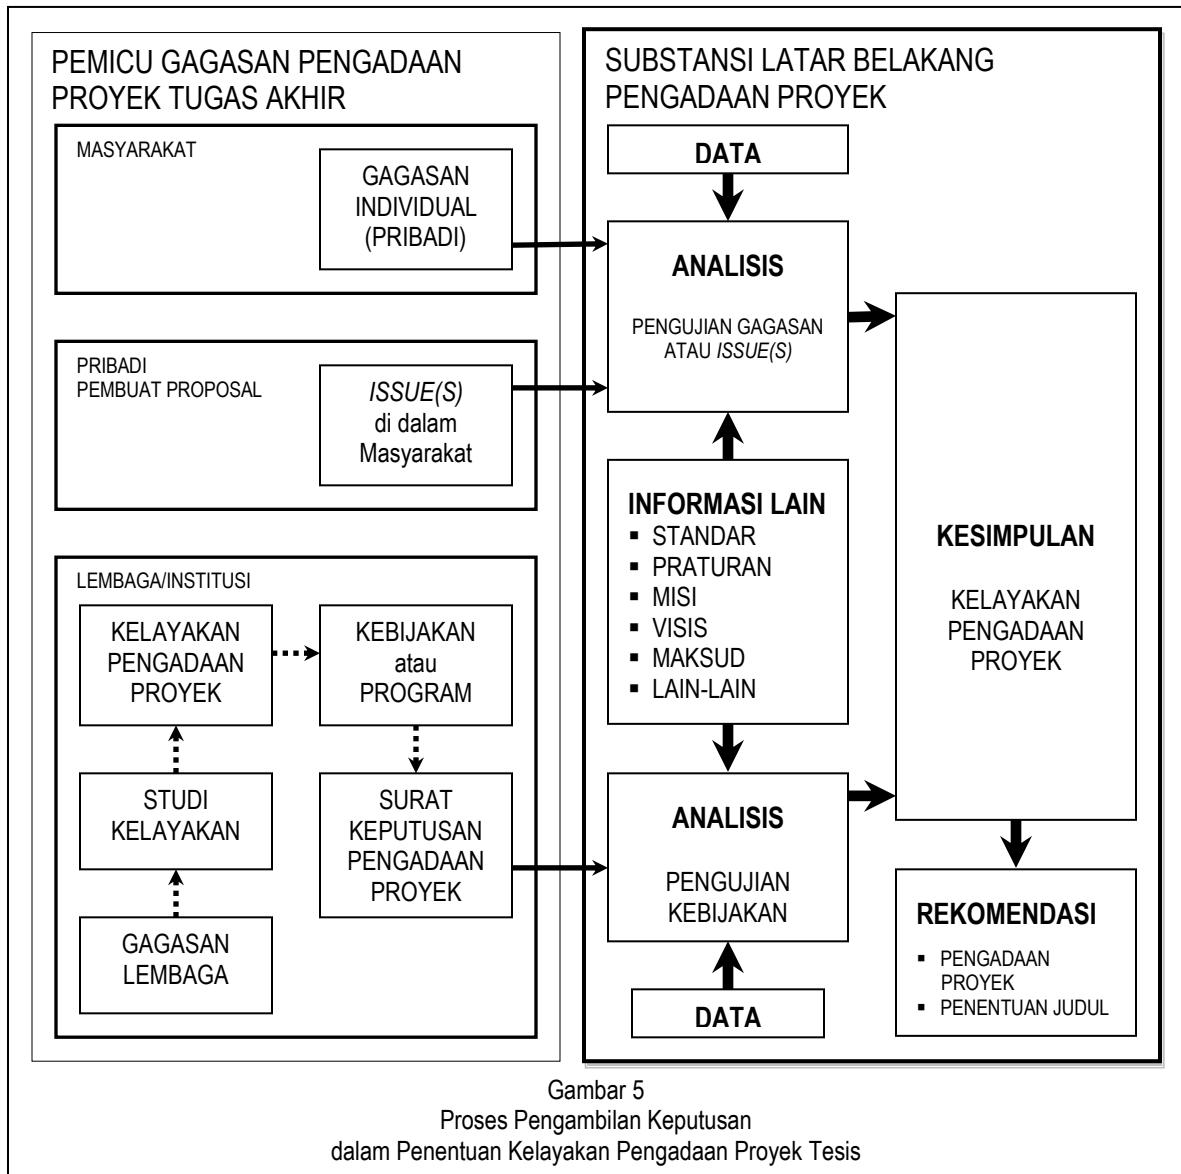 PEMICU GAGASAN PENGADAAN
PROYEK TUGAS AKHIR
MASYARAKAT
GAGASAN
INDIVIDUAL
(PRIBADI)
PRIBADI
PEMBUAT PROPOSAL
ISSUE(S)
di dalam
Masyarakat
LEMBAGA/INSTITUSI
KELAYAKAN
PENGADAAN
PROYEK
KEBIJAKAN
atau
PROGRAM
STUDI
KELAYAKAN
SURAT
KEPUTUSAN
PENGADAAN
PROYEK
GAGASAN
LEMBAGA
SUBSTANSI LATAR BELAKANG
PENGADAAN PROYEK
DATA
ANALISIS
PENGUJIAN GAGASAN
ATAU ISSUE(S)
INFORMASI LAIN
▪ STANDAR
▪ PRATURAN
▪ MISI
▪ VISIS
▪ MAKSUD
▪ LAIN-LAIN
ANALISIS
PENGUJIAN
KEBIJAKAN
DATA
KESIMPULAN
KELAYAKAN
PENGADAAN
PROYEK
REKOMENDASI
▪ PENGADAAN
PROYEK
▪ PENENTUAN JUDUL
Gambar 5
Proses Pengambilan Keputusan
dalam Penentuan Kelayakan Pengadaan Proyek Tesis